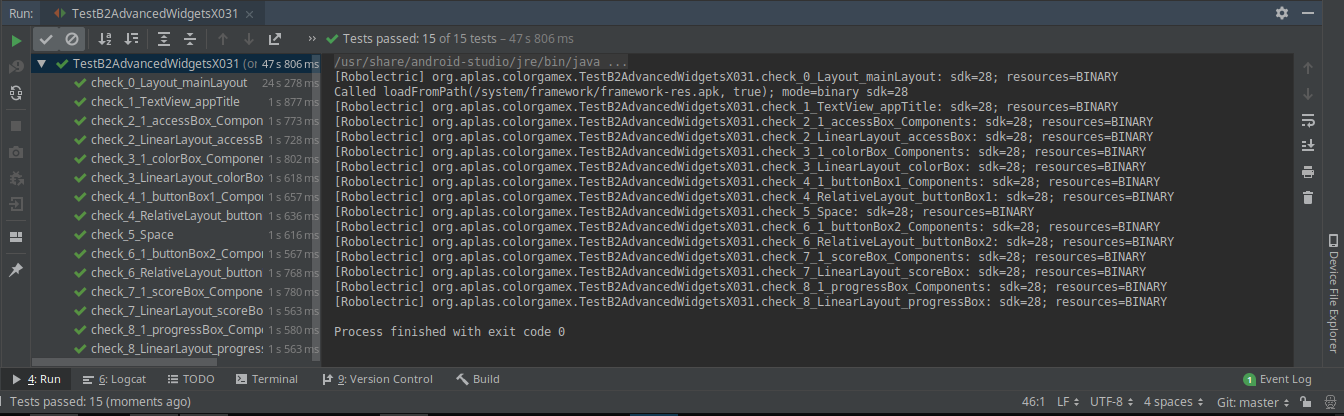 Run: TestB2AdvancedWidgetsX031
Tests passed: 15 of 15 tests – 47 s 806 ms
TestB2AdvancedWidgetsX031 (or 47 s 806 ms
check_0_Layout_mainLayout 24 s 278 ms
check_1_TextView_appTitle 1 s 877 ms
check_2_1_accessBox_Compon 1 s 773 ms
check_2_LinearLayout_accessB 1 s 728 ms
check_3_1_colorBox_Componer 1 s 802 ms
check_3_LinearLayout_colorBox 1 s 618 ms
check_4_1_buttonBox1_Compo 1 s 657 ms
check_4_RelativeLayout_button 1 s 636 ms
check_5_Space 1 s 616 ms
check_6_1_buttonBox2_Compo 1 s 567 ms
check_6_RelativeLayout_button 1 s 768 ms
check_7_1_scoreBox_Compone 1 s 780 ms
check_7_LinearLayout_scoreBo 1 s 563 ms
check_8_1_progressBox_Comp 1 s 580 ms
check_8_LinearLayout_progres 1 s 563 ms
/usr/share/android-studio/jre/bin/java ...
[Robolectric] org.aplas.colorgamex.TestB2AdvancedWidgetsX031.check_0_Layout_mainLayout: sdk=28; resources=BINARY
Called loadFromPath(/system/framework/framework-res.apk, true); mode=binary sdk=28
[Robolectric] org.aplas.colorgamex.TestB2AdvancedWidgetsX031.check_1_TextView_appTitle: sdk=28; resources=BINARY
[Robolectric] org.aplas.colorgamex.TestB2AdvancedWidgetsX031.check_2_1_accessBox_Components: sdk=28; resources=BINARY
[Robolectric] org.aplas.colorgamex.TestB2AdvancedWidgetsX031.check_2_LinearLayout_accessBox: sdk=28; resources=BINARY
[Robolectric] org.aplas.colorgamex.TestB2AdvancedWidgetsX031.check_3_1_colorBox_Components: sdk=28; resources=BINARY
[Robolectric] org.aplas.colorgamex.TestB2AdvancedWidgetsX031.check_3_LinearLayout_colorBox: sdk=28; resources=BINARY
[Robolectric] org.aplas.colorgamex.TestB2AdvancedWidgetsX031.check_4_1_buttonBox1_Components: sdk=28; resources=BINARY
[Robolectric] org.aplas.colorgamex.TestB2AdvancedWidgetsX031.check_4_RelativeLayout_buttonBox1: sdk=28; resources=BINARY
[Robolectric] org.aplas.colorgamex.TestB2AdvancedWidgetsX031.check_5_Space: sdk=28; resources=BINARY
[Robolectric] org.aplas.colorgamex.TestB2AdvancedWidgetsX031.check_6_1_buttonBox2_Components: sdk=28; resources=BINARY
[Robolectric] org.aplas.colorgamex.TestB2AdvancedWidgetsX031.check_6_RelativeLayout_buttonBox2: sdk=28; resources=BINARY
[Robolectric] org.aplas.colorgamex.TestB2AdvancedWidgetsX031.check_7_1_scoreBox_Components: sdk=28; resources=BINARY
[Robolectric] org.aplas.colorgamex.TestB2AdvancedWidgetsX031.check_7_LinearLayout_scoreBox: sdk=28; resources=BINARY
[Robolectric] org.aplas.colorgamex.TestB2AdvancedWidgetsX031.check_8_1_progressBox_Components: sdk=28; resources=BINARY
[Robolectric] org.aplas.colorgamex.TestB2AdvancedWidgetsX031.check_8_LinearLayout_progressBox: sdk=28; resources=BINARY
Process finished with exit code 0
Device File Explorer
4: Run 6: Logcat TODO Terminal 9: Version Control Build 1 Event Log
Tests passed: 15 (moments ago) 46:1 LF UTF-8 4 spaces Git: master